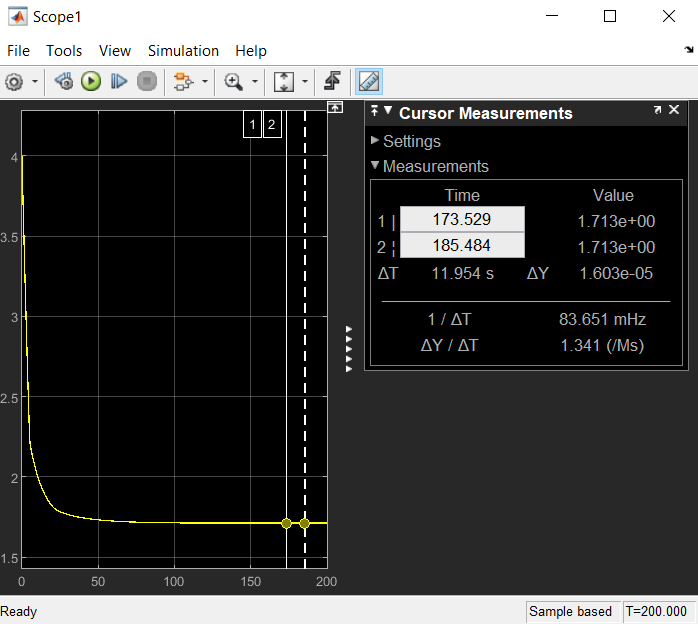 Scope1
File Tools View Simulation Help
1 2
4
3.5
3
2.5
2
1.5
0 50 100 150 200
Cursor Measurements
Settings
Measurements
Time Value
1 | 173.529 1.713e+00
2 ¦ 185.484 1.713e+00
ΔT 11.954 s ΔY 1.603e-05
1 / ΔT 83.651 mHz
ΔY / ΔT 1.341 (/Ms)
Ready Sample based T=200.000